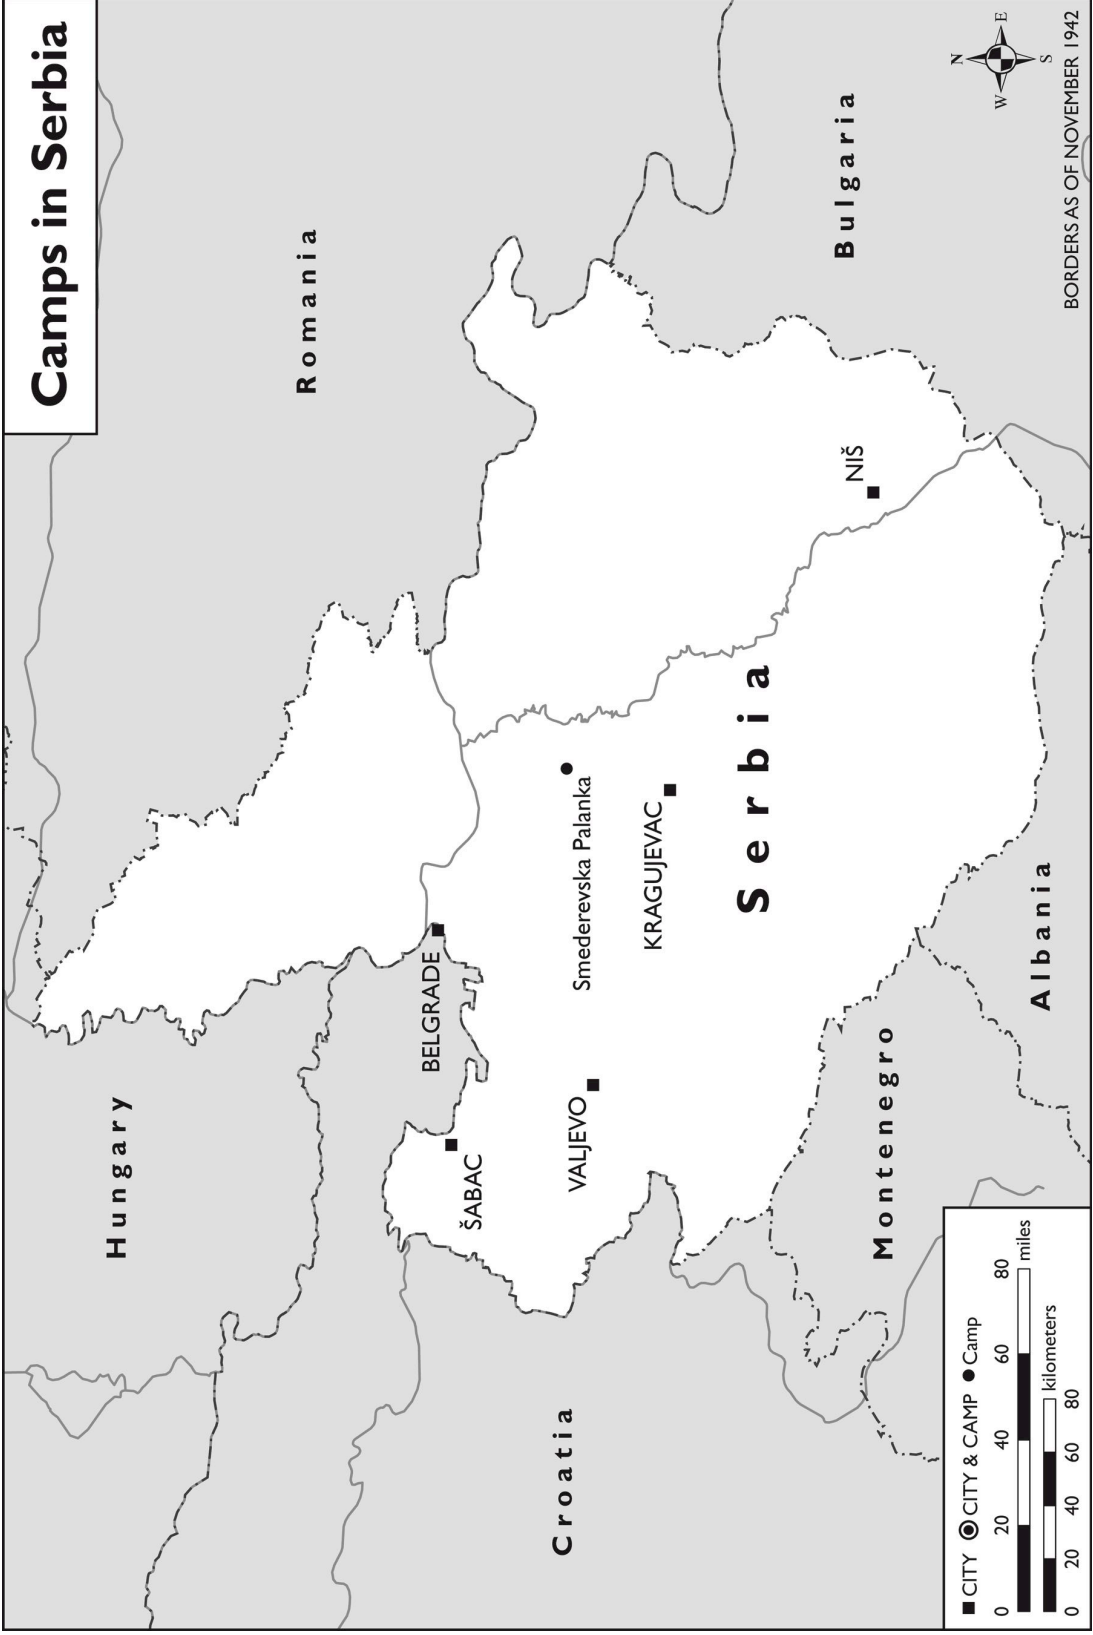 Camps in Serbia
Hungary
Romania
BELGRADE
ŠABAC
VALJEVO
Smederevska Palanka
KRAGUJEVAC
Croatia
Serbia
NIŠ
Bulgaria
Montenegro
Albania
N
W E
S
■ CITY ◉ CITY & CAMP ● Camp
0 20 40 60 80 miles
kilometers
0 20 40 60 80
BORDERS AS OF NOVEMBER 1942